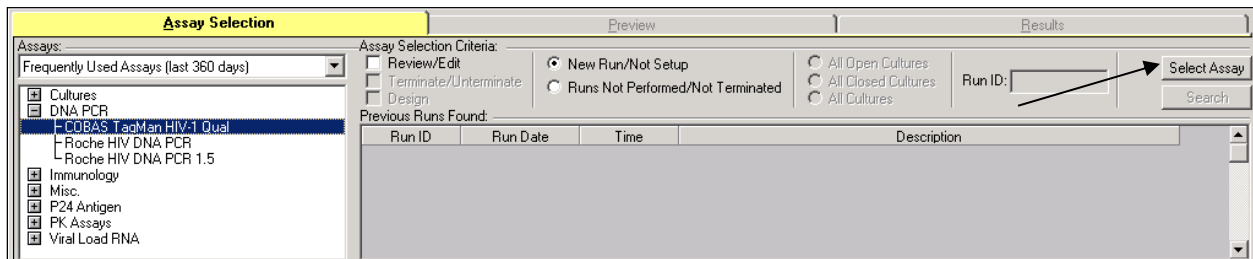 Assay Selection
Preview
Results
Assays:
Frequently Used Assays (last 360 days)
Cultures
DNA PCR
COBAS TaqMan HIV-1 Qual
Roche HIV DNA PCR
Roche HIV DNA PCR 1.5
Immunology
Misc.
P24 Antigen
PK Assays
Viral Load RNA
Assay Selection Criteria:
Review/Edit
Terminate/Unterminate
Design
New Run/Not Setup
Runs Not Performed/Not Terminated
All Open Cultures
All Closed Cultures
All Cultures
Run ID:
Select Assay
Search
Previous Runs Found:
Run ID Run Date Time Description